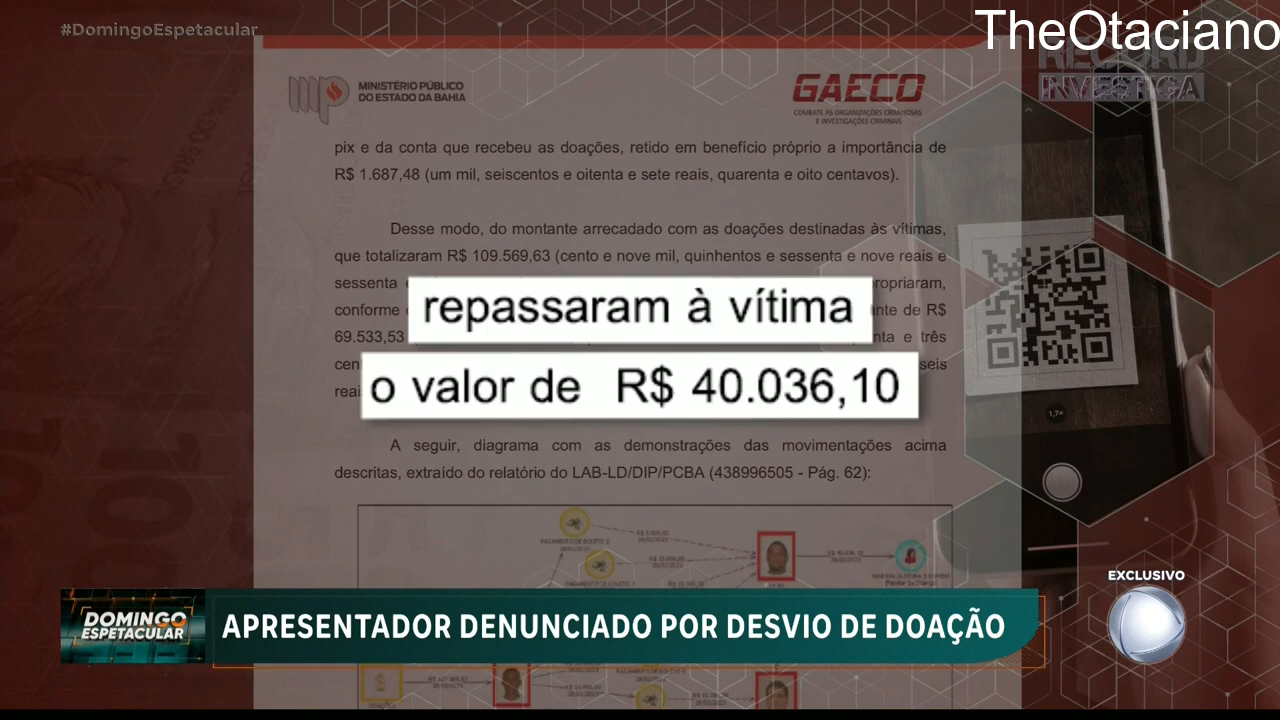 #DomingoEspetacular
TheOtaciano
RECORD
INVESTIGA
MINISTÉRIO PÚBLICO
DO ESTADO DA BAHIA
GAECO
COMBATE ÀS ORGANIZAÇÕES CRIMINOSAS
E INVESTIGAÇÕES CRIMINAIS
pix e da conta que recebeu as doações, retido em benefício próprio a importância de
R$ 1.687,48 (um mil, seiscentos e oitenta e sete reais, quarenta e oito centavos).
Desse modo, do montante arrecadado com as doações destinadas às vítimas,
que totalizaram R$ 109.569,63 (cento e nove mil, quinhentos e sessenta e nove reais e
sessenta
repassaram à vítima
conforme
de R$
69.533,53
e três
o valor de R$ 40.036,10
A seguir, diagrama com as demonstrações das movimentações acima
descritas, extraído do relatório do LAB-LD/DIP/PCBA (438996505 - Pág. 62):
1,7×
EXCLUSIVO
DOMINGO
ESPETACULAR
APRESENTADOR DENUNCIADO POR DESVIO DE DOAÇÃO